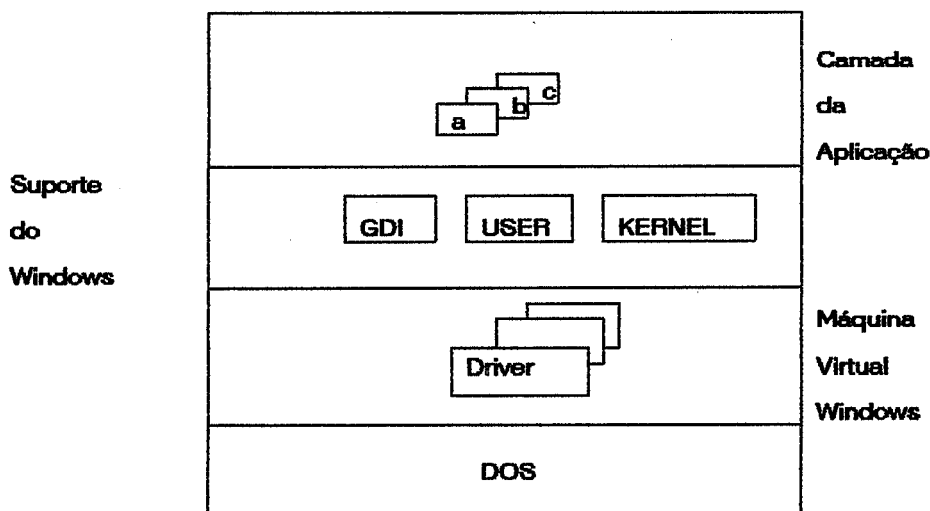 Camada
da
Aplicação
c
b
a
Suporte
do
Windows
GDI USER KERNEL
Máquina
Virtual
Windows
Driver
DOS